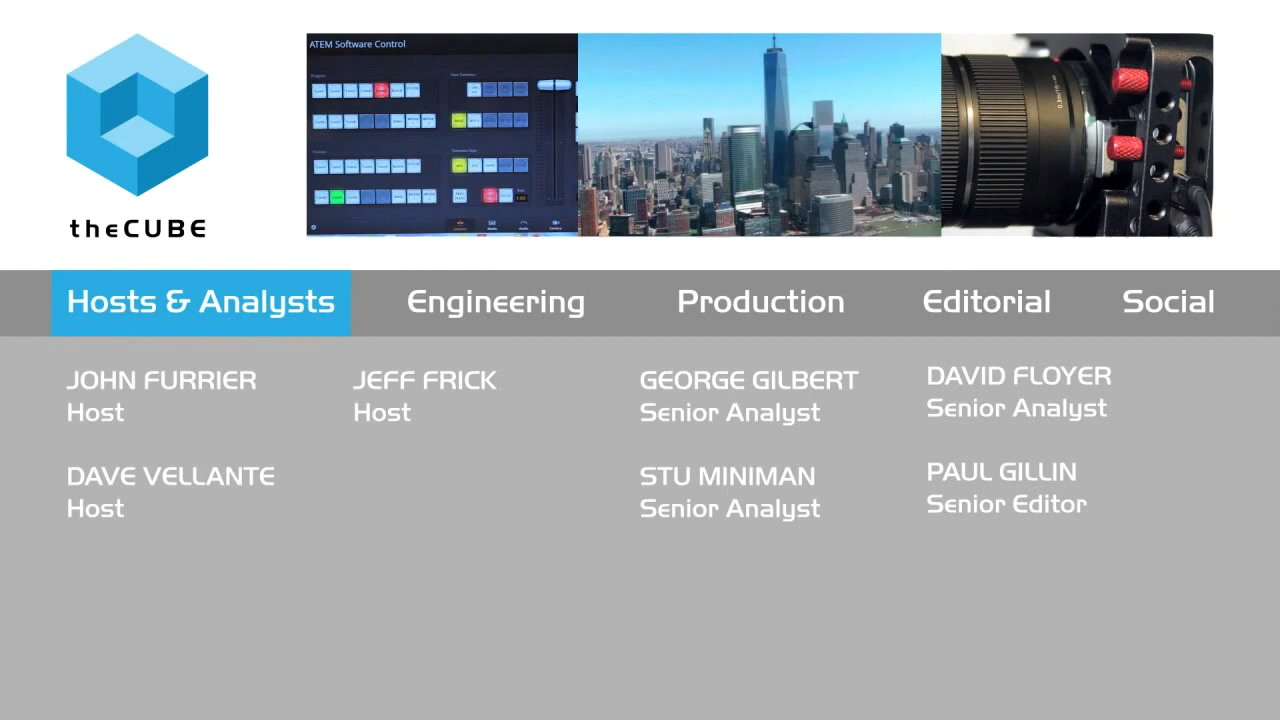 ATEM Software Control
theCUBE
Hosts & Analysts
Engineering
Production
Editorial
Social
JOHN FURRIER
Host
JEFF FRICK
Host
GEORGE GILBERT
Senior Analyst
DAVID FLOYER
Senior Analyst
DAVE VELLANTE
Host
STU MINIMAN
Senior Analyst
PAUL GILLIN
Senior Editor